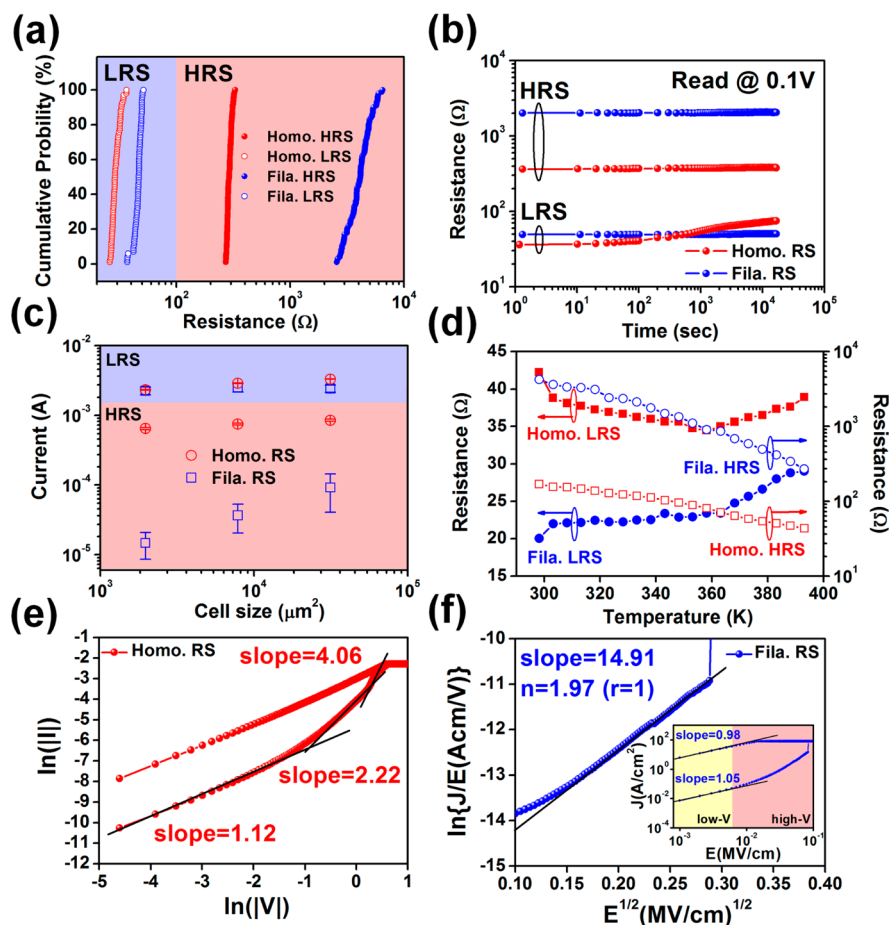 (a)
Cumulative Probility (%)
100
80
60
40
20
0
LRS
HRS
Homo. HRS
Homo. LRS
Fila. HRS
Fila. LRS
10²
10³
10⁴
Resistance (Ω)
(b)
Resistance (Ω)
10⁴
10³
10²
10¹
HRS
Read @ 0.1V
LRS
Homo. RS
Fila. RS
10⁰ 10¹ 10² 10³ 10⁴ 10⁵
Time (sec)
(c)
Current (A)
10⁻²
10⁻³
10⁻⁴
10⁻⁵
LRS
HRS
Homo. RS
Fila. RS
10³
10⁴
10⁵
Cell size (μm²)
(d)
Resistance (Ω)
45
40
35
30
25
20
15
Homo. LRS
Fila. HRS
Fila. LRS
Homo. HRS
10⁴
10³
10²
10¹
Resistance
(Ω)
300 320 340 360 380 400
Temperature (K)
(e)
ln(|I|)
-1
-2
-3
-4
-5
-6
-7
-8
-9
-10
-11
-12
Homo. RS
slope=4.06
slope=2.22
slope=1.12
-5 -4 -3 -2 -1 0 1
ln(|V|)
(f)
ln{J/E(Acm/V)}
-10
-11
-12
-13
-14
-15
slope=14.91
n=1.97 (r=1)
Fila. RS
J(A/cm²)
10²
10⁰
10⁻²
10⁻⁴
slope=0.98
slope=1.05
low-V
high-V
10⁻³
10⁻²
10⁻¹
E(MV/cm)
0.10 0.15 0.20 0.25 0.30 0.35 0.40
E¹/²(MV/cm)¹/²